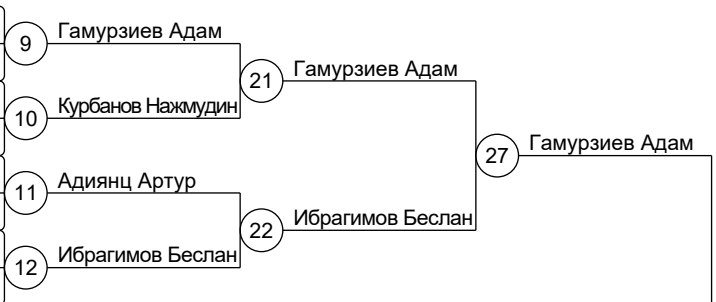 9 Гамурзиев Адам
21 Гамурзиев Адам
10 Курбанов Нажмудин
27 Гамурзиев Адам
11 Адиянц Артур
22 Ибрагимов Беслан
12 Ибрагимов Беслан